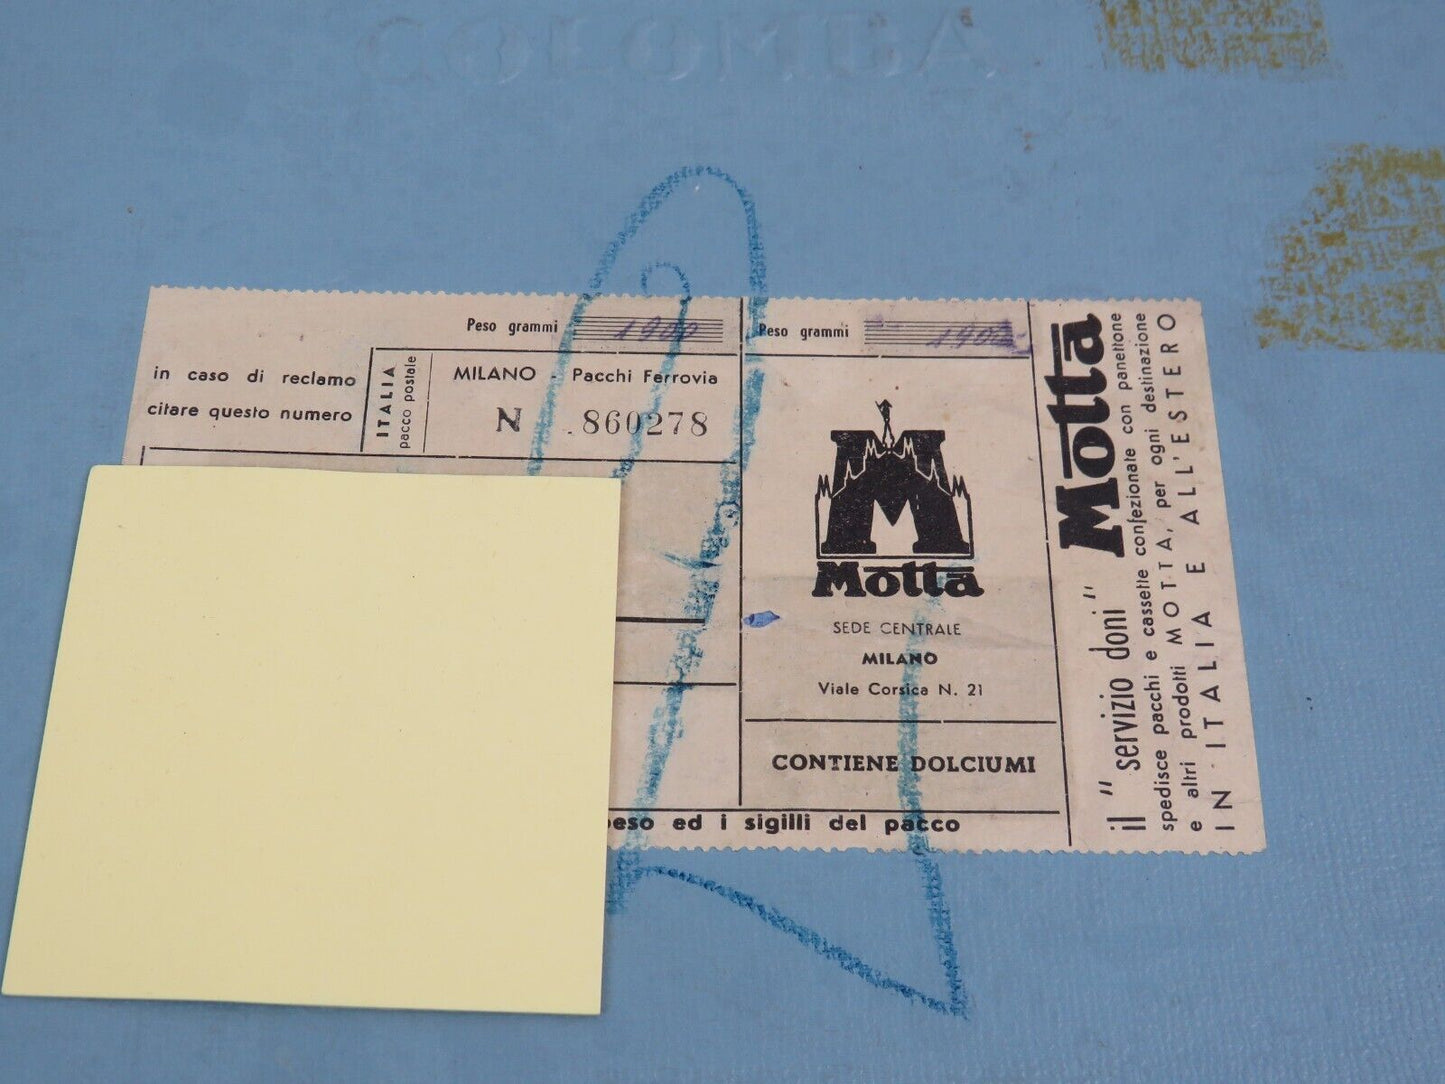 COLOMBA
Peso grammi 1900
Peso grammi 1900
in caso di reclamo
citare questo numero
ITALIA
pacco postale
MILANO - Pacchi Ferrovia
N .860278
Motta
SEDE CENTRALE
MILANO
Viale Corsica N. 21
CONTIENE DOLCIUMI
peso ed i sigilli del pacco
Motta
il "servizio doni"
spedisce pacchi e cassette confezionate con panettone
e altri prodotti MOTTA, per ogni destinazione
IN ITALIA E ALL'ESTERO